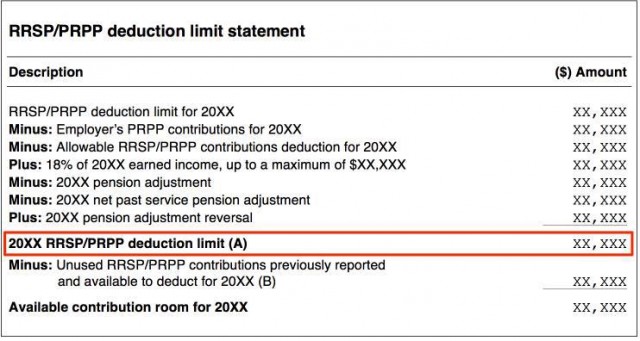 RRSP/PRPP deduction limit statement
Description ($) Amount
RRSP/PRPP deduction limit for 20XX XX,XXX
Minus: Employer's PRPP contributions for 20XX XX,XXX
Minus: Allowable RRSP/PRPP contributions deduction for 20XX XX,XXX
Plus: 18% of 20XX earned income, up to a maximum of $XX,XXX XX,XXX
Minus: 20XX pension adjustment XX,XXX
Minus: 20XX net past service pension adjustment XX,XXX
Plus: 20XX pension adjustment reversal XX,XXX
20XX RRSP/PRPP deduction limit (A) XX,XXX
Minus: Unused RRSP/PRPP contributions previously reported
and available to deduct for 20XX (B) XX,XXX
Available contribution room for 20XX XX,XXX